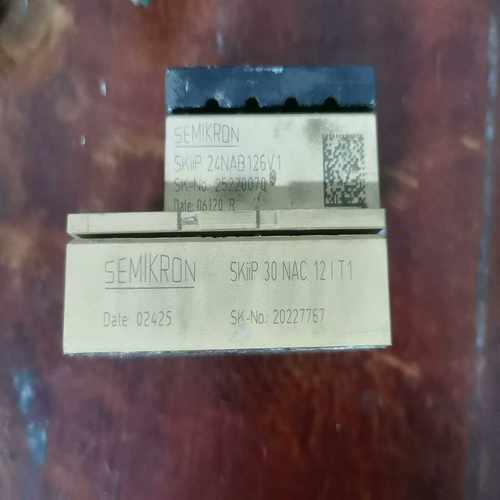 SEMIKRON
SKiiP 24NAB126V1
SK-No. 25220070
Date: 06120 R
SEMIKRON SKiiP 30 NAC 12 I T1
Date: 02425 SK-No.: 20227767